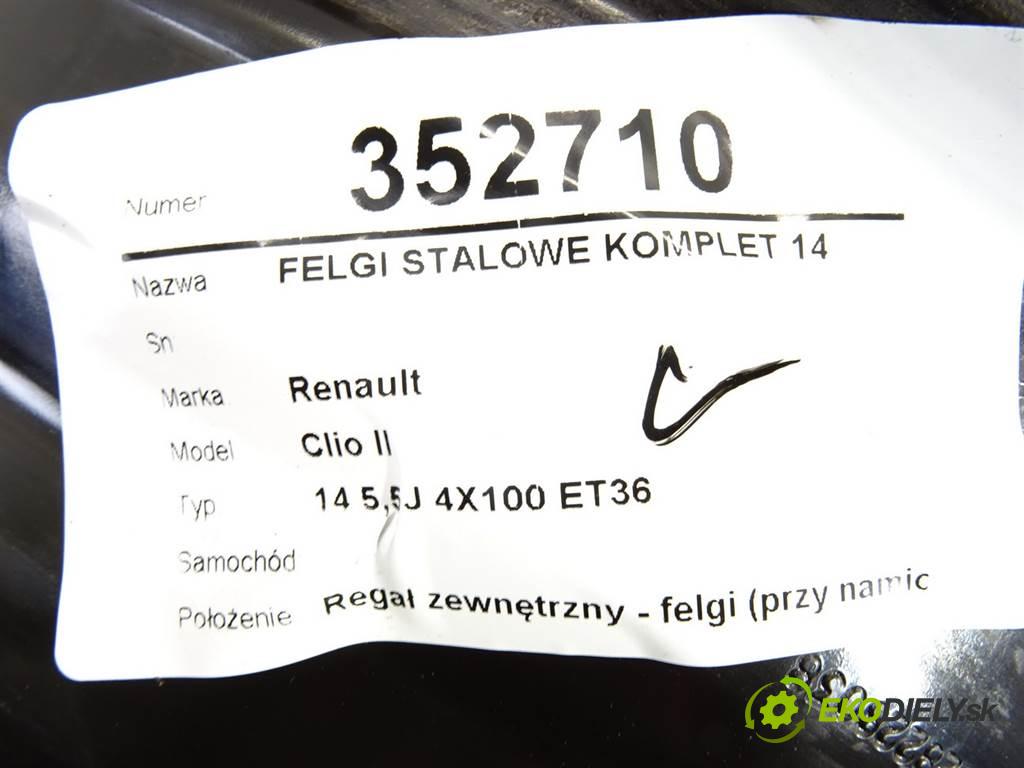 Numer 352710
Nazwa FELGI STALOWE KOMPLET 14
Sn
Marka Renault
Model Clio II
Typ 14 5,5J 4X100 ET36
Samochód
Położenie Regał zewnętrzny - felgi (przy namic
EKODIELY.sk